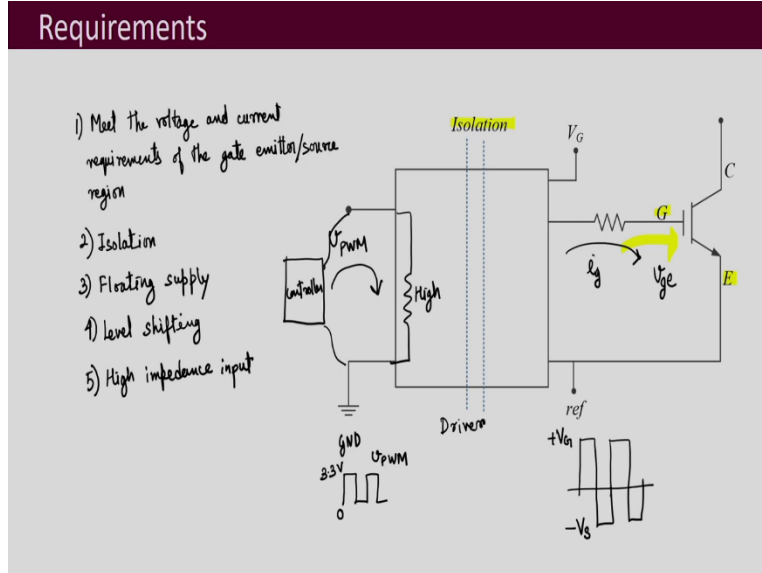 Requirements
1) Meet the voltage and current
requirements of the gate emitter/source
region
2) Isolation
3) Floating supply
4) Level shifting
5) High impedance input
Isolation
V_G
C
G
E
i_g
v_ge
v_PWM
Controller
High
GND
Driver
ref
3.3V
v_PWM
0
+V_G
-V_S